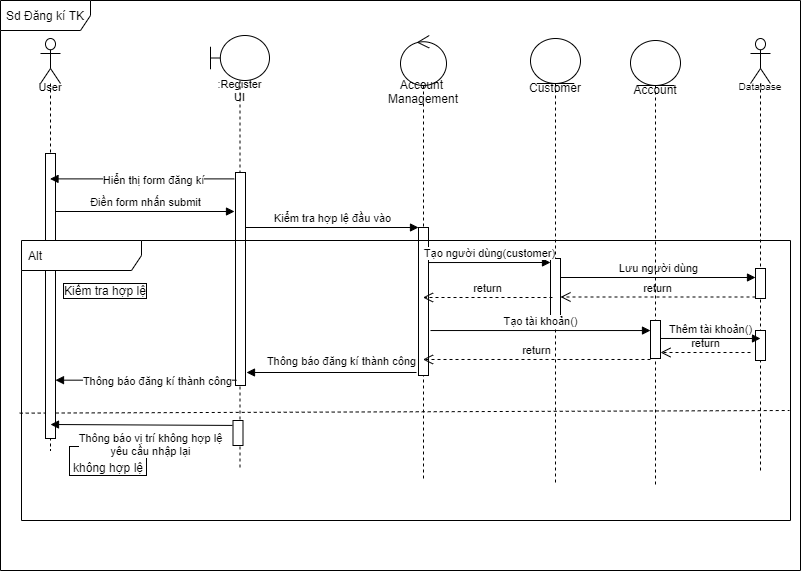 Sd Đăng kí TK
User
:Register
UI
Account
Management
Customer
Account
Database
Hiển thị form đăng kí
Điền form nhấn submit
Kiểm tra hợp lệ đầu vào
Alt
Tạo người dùng(customer)
Lưu người dùng
Kiểm tra hợp lệ
return
return
Tạo tài khoản()
Thêm tài khoản()
return
return
Thông báo đăng kí thành công
Thông báo đăng kí thành công
Thông báo vị trí không hợp lệ
yêu cầu nhập lại
không hợp lệ